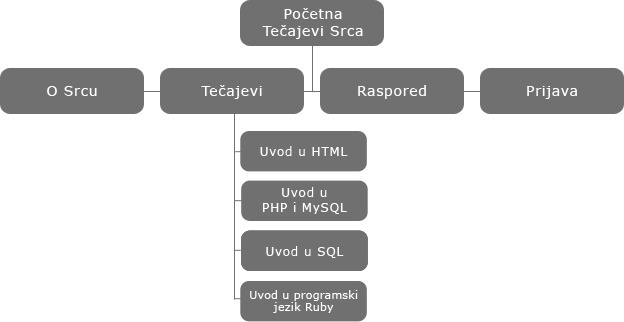 Početna
Tečajevi Srca
O Srcu
Tečajevi
Raspored
Prijava
Uvod u HTML
Uvod u
PHP i MySQL
Uvod u SQL
Uvod u programski
jezik Ruby